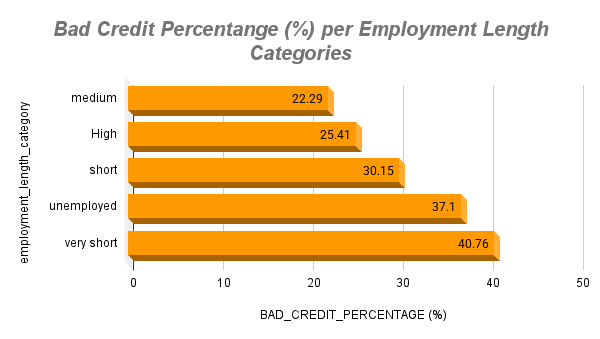 Bad Credit Percentange (%) per Employment Length
Categories
employment_length_category
medium
22.29
High
25.41
short
30.15
unemployed
37.1
very short
40.76
0
10
20
30
40
50
BAD_CREDIT_PERCENTAGE (%)